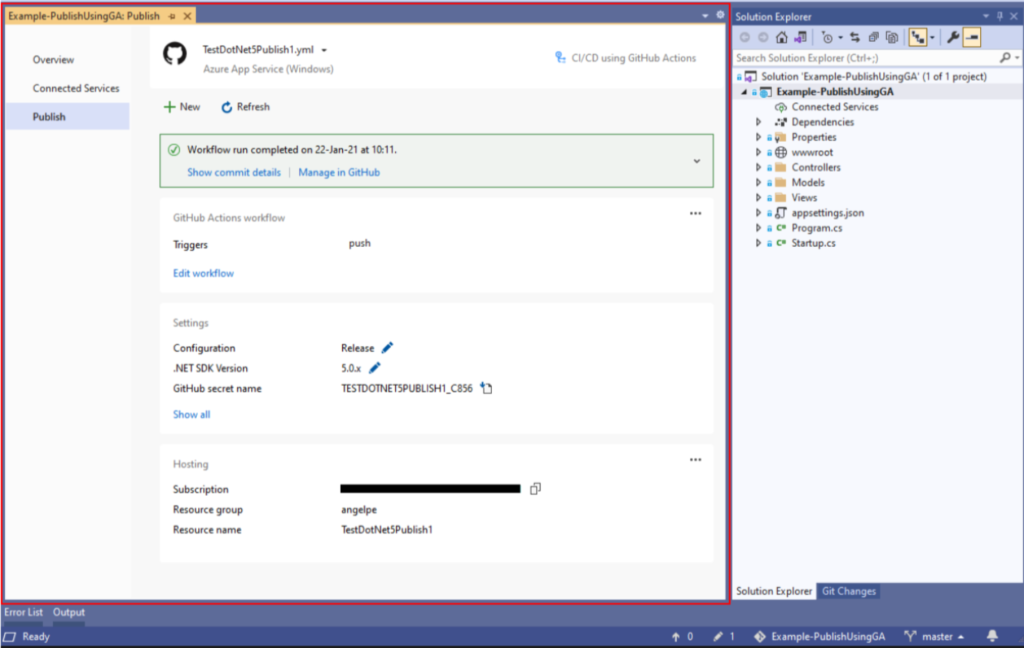 Example-PublishUsingGA: Publish
Overview
Connected Services
Publish
TestDotNet5Publish1.yml
Azure App Service (Windows)
CI/CD using GitHub Actions
New
Refresh
Workflow run completed on 22-Jan-21 at 10:11.
Show commit details | Manage in GitHub
GitHub Actions workflow
Triggers push
Edit workflow
Settings
Configuration Release
.NET SDK Version 5.0.x
GitHub secret name TESTDOTNET5PUBLISH1_C856
Show all
Hosting
Subscription
Resource group angelpe
Resource name TestDotNet5Publish1
Solution Explorer
Search Solution Explorer (Ctrl+;)
Solution 'Example-PublishUsingGA' (1 of 1 project)
Example-PublishUsingGA
Connected Services
Dependencies
Properties
wwwroot
Controllers
Models
Views
appsettings.json
C# Program.cs
C# Startup.cs
Solution Explorer Git Changes
Error List Output
Ready 0 1 Example-PublishUsingGA master